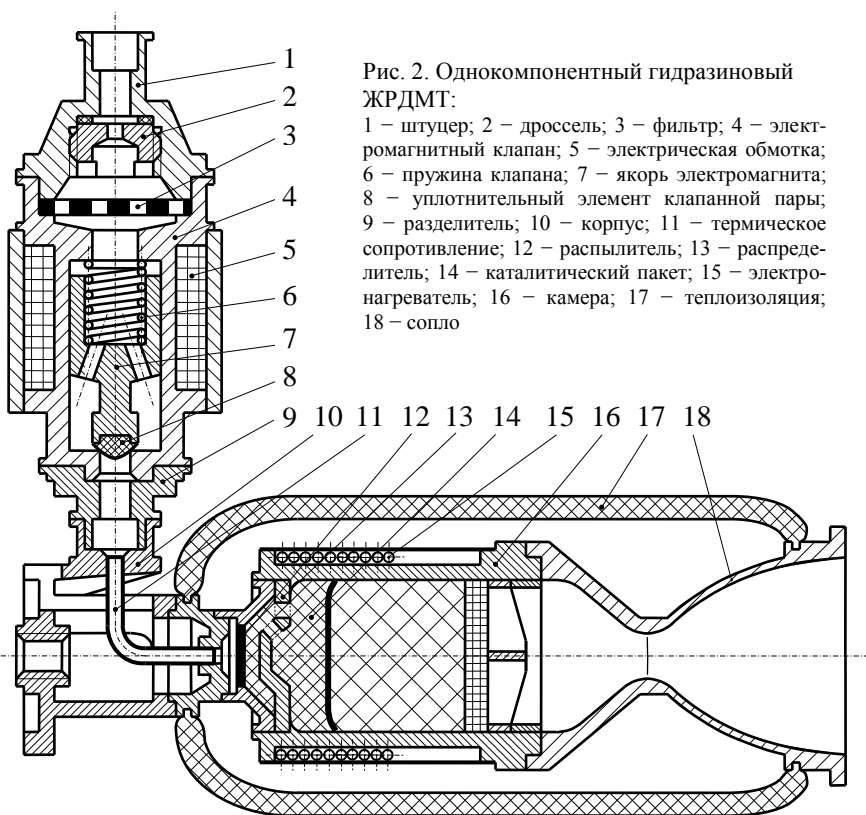 Рис. 2. Однокомпонентный гидразиновый
ЖРДМТ:
1 − штуцер; 2 − дроссель; 3 − фильтр; 4 − элект-
ромагнитный клапан; 5 − электрическая обмотка;
6 − пружина клапана; 7 − якорь электромагнита;
8 − уплотнительный элемент клапанной пары;
9 − разделитель; 10 − корпус; 11 − термическое
сопротивление; 12 − распылитель; 13 − распреде-
литель; 14 − каталитический пакет; 15 − электро-
нагреватель; 16 − камера; 17 − теплоизоляция;
18 − сопло
1
2
3
4
5
6
7
8
9 10 11 12 13 14 15 16 17 18